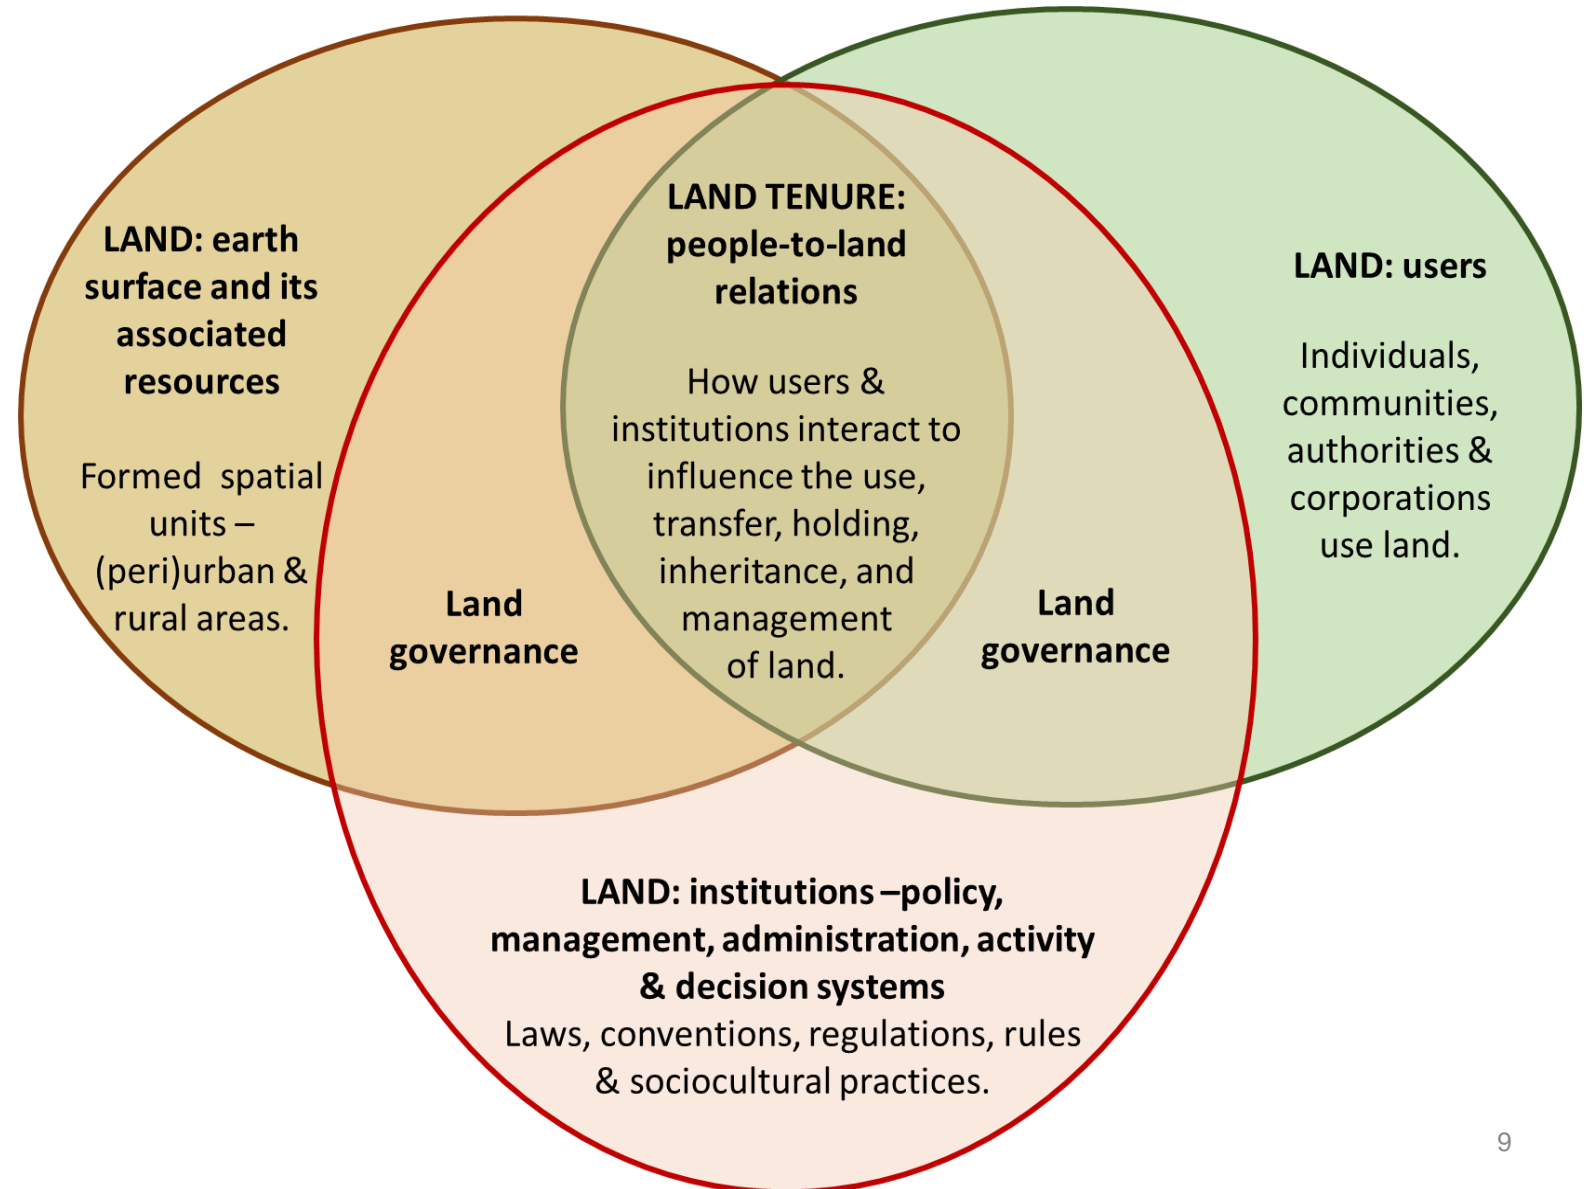 LAND: earth
surface and its
associated
resources
Formed spatial
units –
(peri)urban &
rural areas.
LAND TENURE:
people-to-land
relations
How users &
institutions interact to
influence the use,
transfer, holding,
inheritance, and
management
of land.
LAND: users
Individuals,
communities,
authorities &
corporations
use land.
Land
governance
Land
governance
LAND: institutions –policy,
management, administration, activity
& decision systems
Laws, conventions, regulations, rules
& sociocultural practices.
9